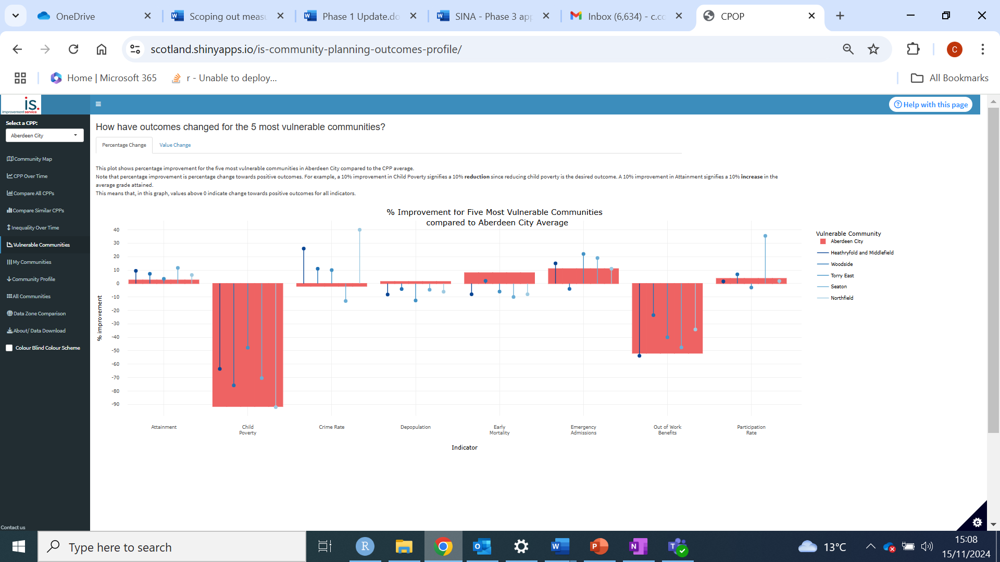 OneDrive
Scoping out measu
Phase 1 Update.do
SINA - Phase 3 app
Inbox (6,634) - c.co
CPOP
scotland.shinyapps.io/is-community-planning-outcomes-profile/
C
Home | Microsoft 365
r - Unable to deploy...
All Bookmarks
is.
improvement service
Help with this page
Select a CPP:
Aberdeen City
Community Map
CPP Over Time
Compare All CPPs
Compare Similar CPPs
Inequality Over Time
Vulnerable Communities
My Communities
Community Profile
All Communities
Data Zone Comparison
About/ Data Download
Colour Blind Colour Scheme
Contact us
How have outcomes changed for the 5 most vulnerable communities?
Percentage Change
Value Change
This plot shows percentage improvement for the five most vulnerable communities in Aberdeen City compared to the CPP average.
Note that percentage improvement is percentage change towards positive outcomes. For example, a 10% improvement in Child Poverty signifies a 10% reduction since reducing child poverty is the desired outcome. A 10% improvement in Attainment signifies a 10% increase in the
average grade attained.
This means that, in this graph, values above 0 indicate change towards positive outcomes for all indicators.
% Improvement for Five Most Vulnerable Communities
compared to Aberdeen City Average
40
30
20
10
0
-10
-20
-30
-40
-50
-60
-70
-80
-90
% improvement
Attainment
Child
Poverty
Crime Rate
Depopulation
Early
Mortality
Emergency
Admissions
Out of Work
Benefits
Participation
Rate
Indicator
Vulnerable Community
Aberdeen City
Heathryfold and Middlefield
Woodside
Torry East
Seaton
Northfield
Type here to search
13°C
15:08
15/11/2024